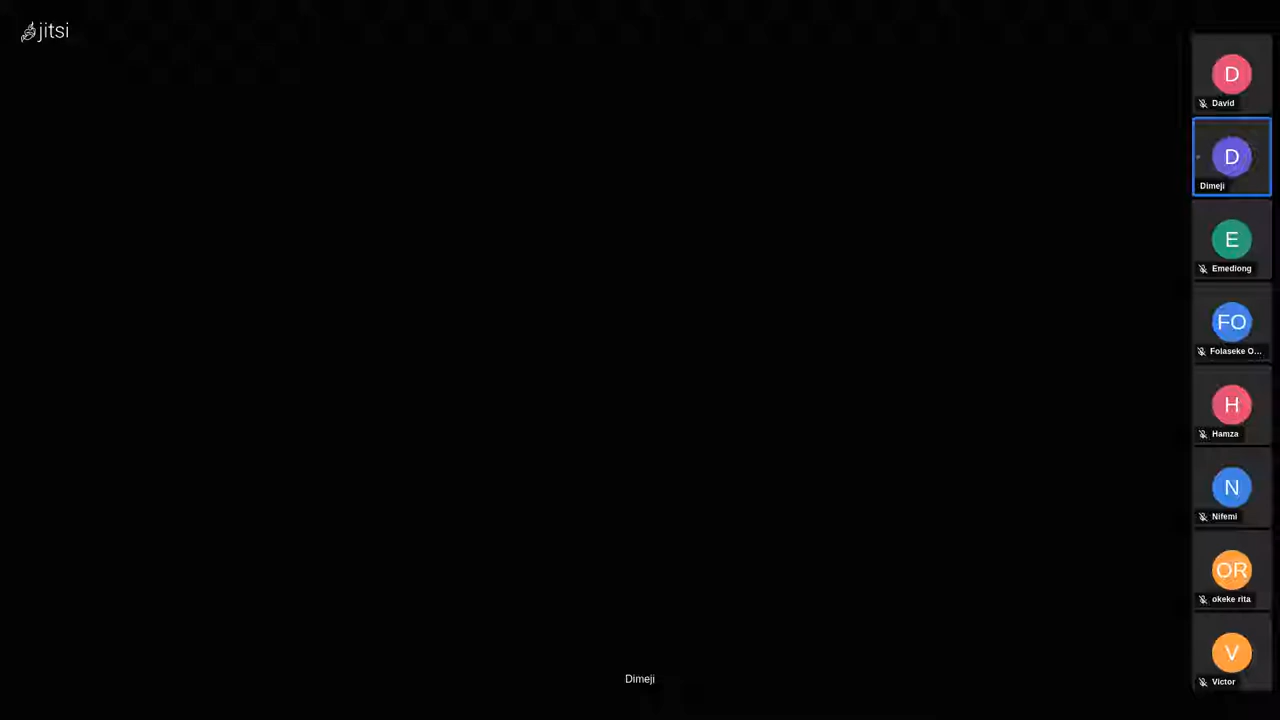 jitsi
D
David
D
Dimeji
E
Emediong
FO
Folaseke O...
H
Hamza
N
Nifemi
OR
okeke rita
V
Victor
Dimeji